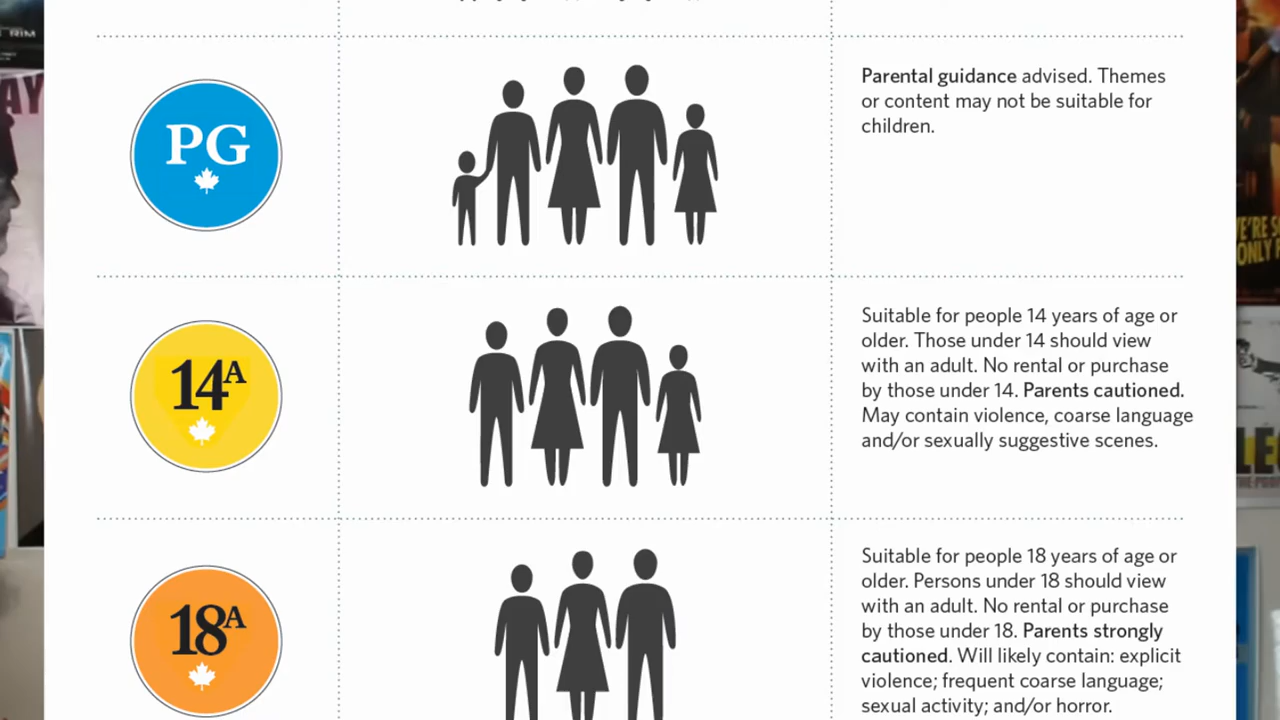 PG
Parental guidance advised. Themes
or content may not be suitable for
children.
14A
Suitable for people 14 years of age or
older. Those under 14 should view
with an adult. No rental or purchase
by those under 14. Parents cautioned.
May contain violence, coarse language
and/or sexually suggestive scenes.
18A
Suitable for people 18 years of age or
older. Persons under 18 should view
with an adult. No rental or purchase
by those under 18. Parents strongly
cautioned. Will likely contain: explicit
violence; frequent coarse language;
sexual activity; and/or horror.